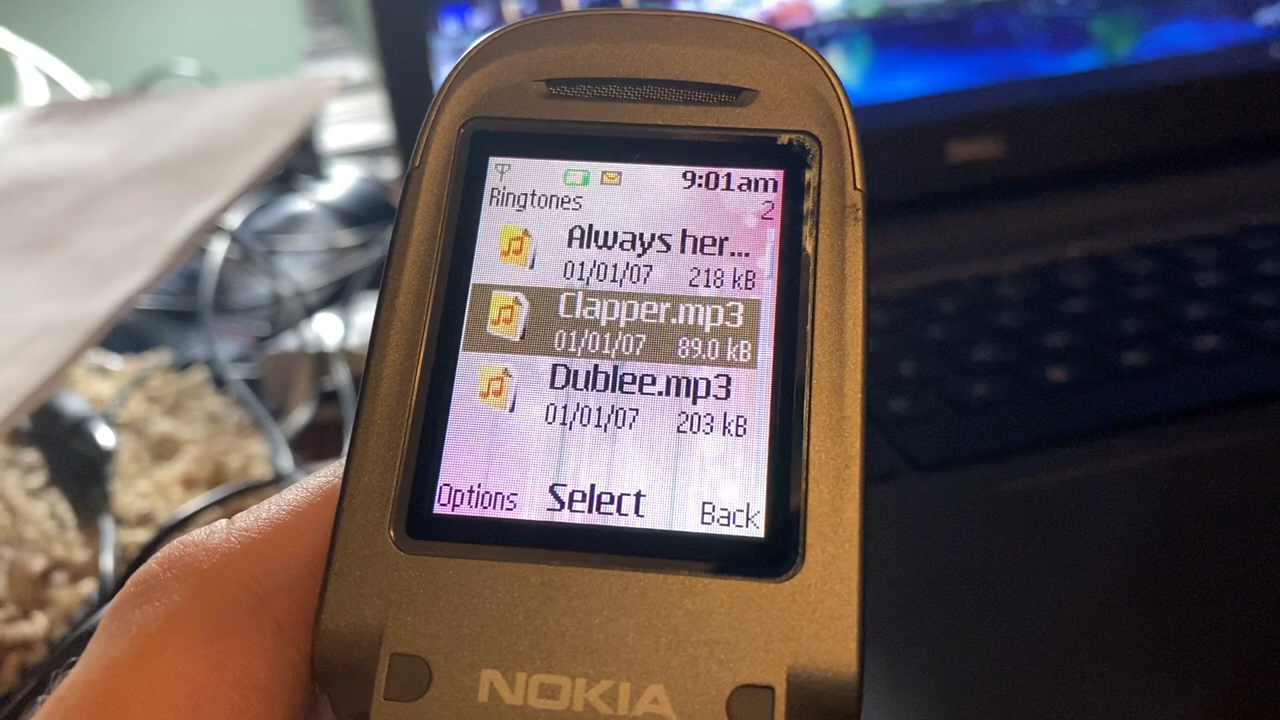 9:01am
Ringtones 2
Always her...
01/01/07 218 kB
clapper.mp3
01/01/07 89.0 kB
Dublee.mp3
01/01/07 203 kB
Options Select Back
NOKIA